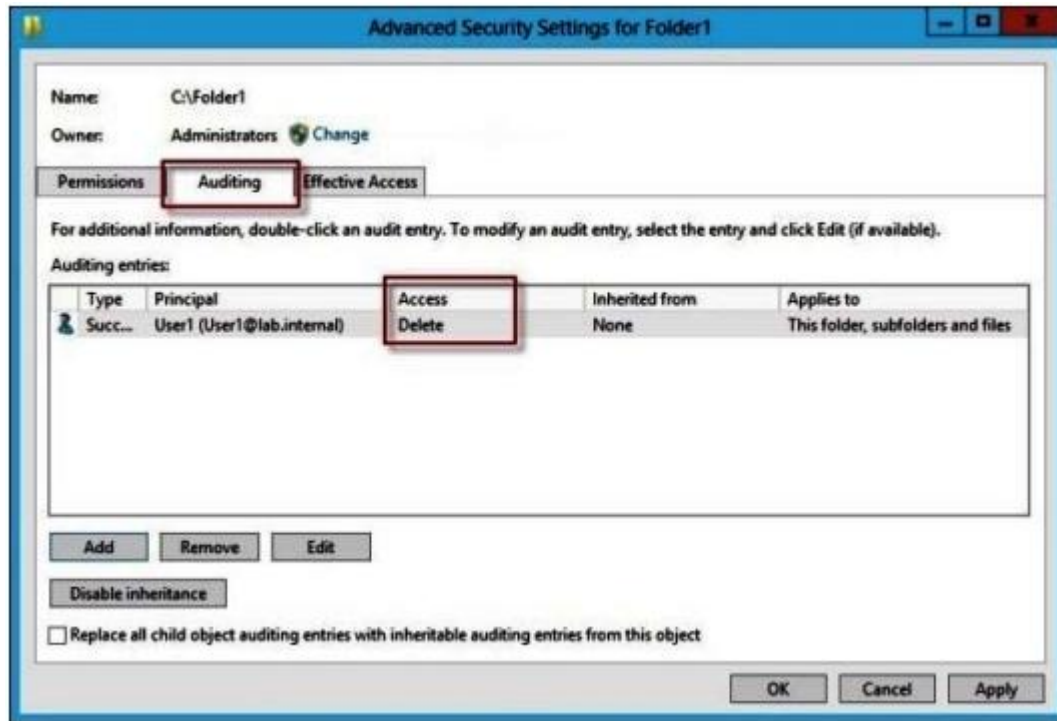 Advanced Security Settings for Folder1
Name: C:\Folder1
Owner: Administrators Change
Permissions Auditing Effective Access
For additional information, double-click an audit entry. To modify an audit entry, select the entry and click Edit (if available).
Auditing entries:
Type Principal Access Inherited from Applies to
Succ... User1 (User1@lab.internal) Delete None This folder, subfolders and files
Add Remove Edit
Disable inheritance
Replace all child object auditing entries with inheritable auditing entries from this object
OK Cancel Apply